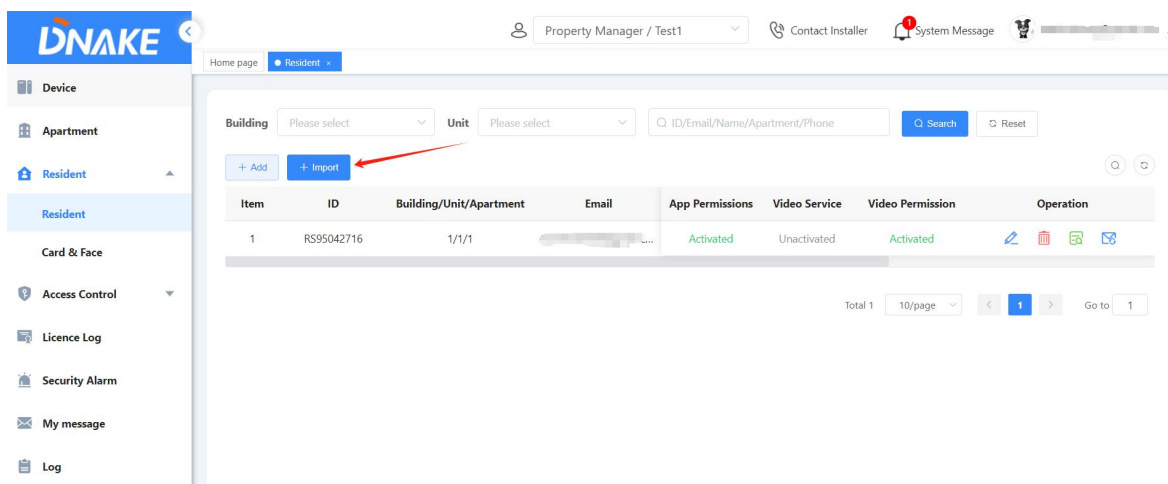 DNAKE
Property Manager / Test1
Contact Installer
1
System Message
Home page
Resident ×
Device
Apartment
Resident
Resident
Card & Face
Access Control
Licence Log
Security Alarm
My message
Log
Building Please select Unit Please select ID/Email/Name/Apartment/Phone Search Reset
+ Add + Import
Item ID Building/Unit/Apartment Email App Permissions Video Service Video Permission Operation
1 RS95042716 1/1/1 Activated Unactivated Activated
Total 1 10/page < 1 > Go to 1